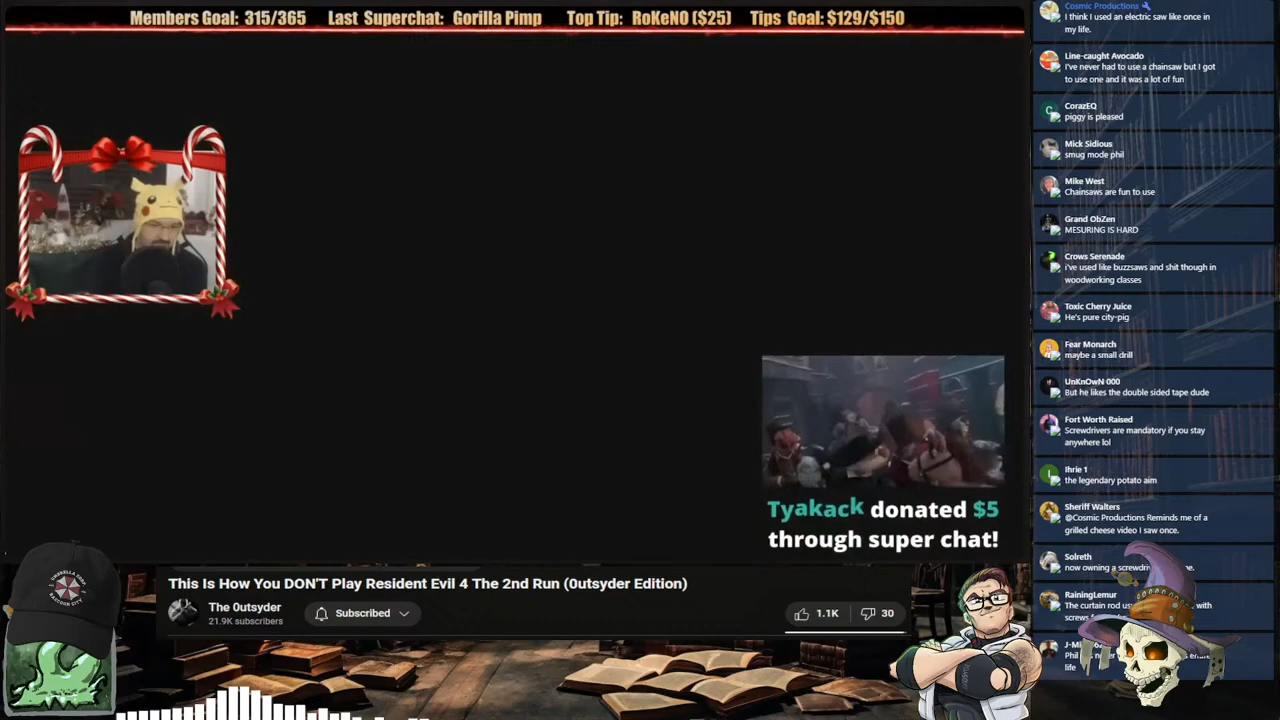 Members Goal: 315/365 Last Superchat: Gorilla Pimp Top Tip: RoKeNO ($25) Tips Goal: $129/$150
Tyakack donated $5
through super chat!
This Is How You DON'T Play Resident Evil 4 The 2nd Run (0utsyder Edition)
The 0utsyder
21.9K subscribers
Subscribed
1.1K
30
UMBRELLA CORP
RACCOON CITY
Cosmic Productions
I think I used an electric saw like once in
my life.
Line-caught Avocado
I've never had to use a chainsaw but I got
to use one and it was a lot of fun
C
CorazEQ
piggy is pleased
Mick Sidious
smug mode phil
Mike West
Chainsaws are fun to use
Grand ObZen
MESURING IS HARD
Crows Serenade
i've used like buzzsaws and shit though in
woodworking classes
Toxic Cherry Juice
He's pure city-pig
Fear Monarch
maybe a small drill
UnKnOwN 000
But he likes the double sided tape dude
Fort Worth Raised
Screwdrivers are mandatory if you stay
anywhere lol
I
Ihrie 1
the legendary potato aim
Sheriff Walters
@Cosmic Productions Reminds me of a
grilled cheese video I saw once.
Solreth
now owning a
RainingLemur
The curtain rod with
screws
Phil
life